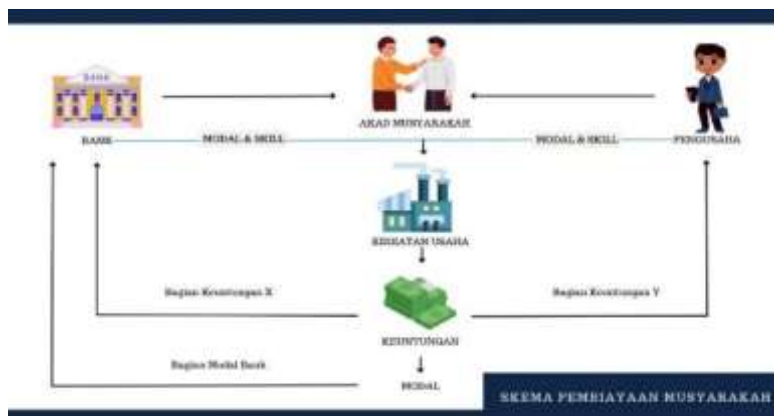 BANK
AKAD MUSYARAKAH
BANK
MODAL & SKILL
MODAL & SKILL
PENGUSAHA
KEGIATAN USAHA
Bagian Keuntungan X
Bagian Keuntungan Y
KEUNTUNGAN
Bagian Modal Bank
MODAL
SKEMA PEMBIAYAAN MUSYARAKAH